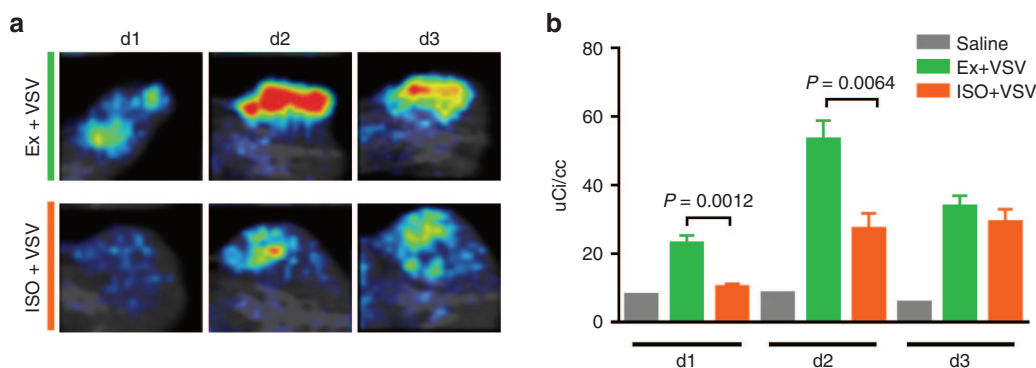 a
d1 d2 d3
Ex + VSV
ISO + VSV
b
uCi/cc
80
60
40
20
0
Saline
Ex+VSV
ISO+VSV
P = 0.0064
P = 0.0012
d1 d2 d3